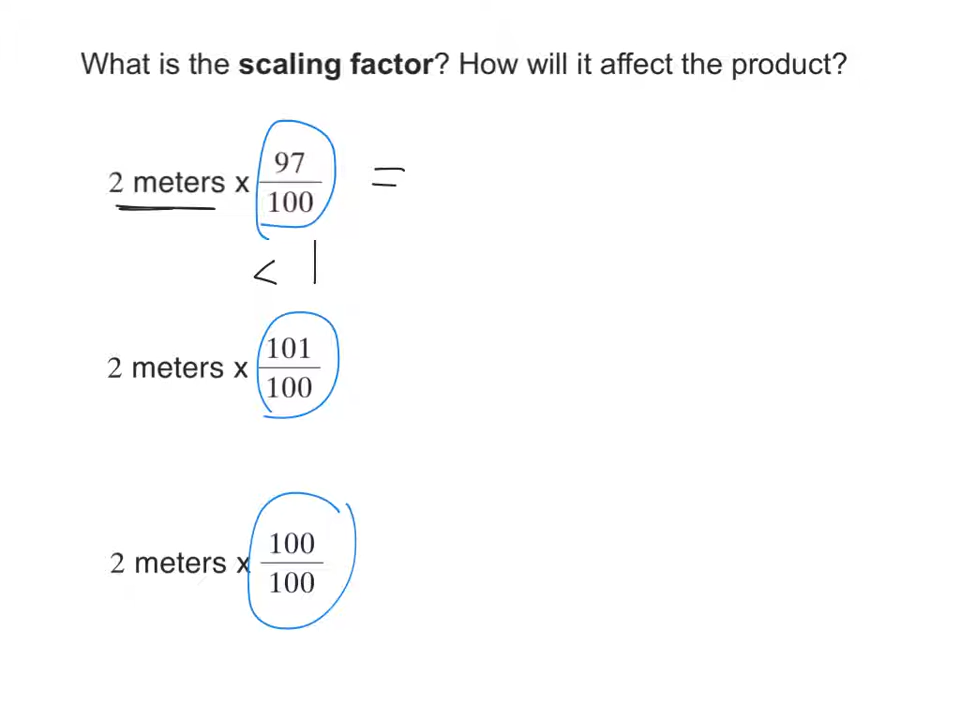 What is the scaling factor? How will it affect the product?
2 meters x 97/100 =
< 1
2 meters x 101/100
2 meters x 100/100